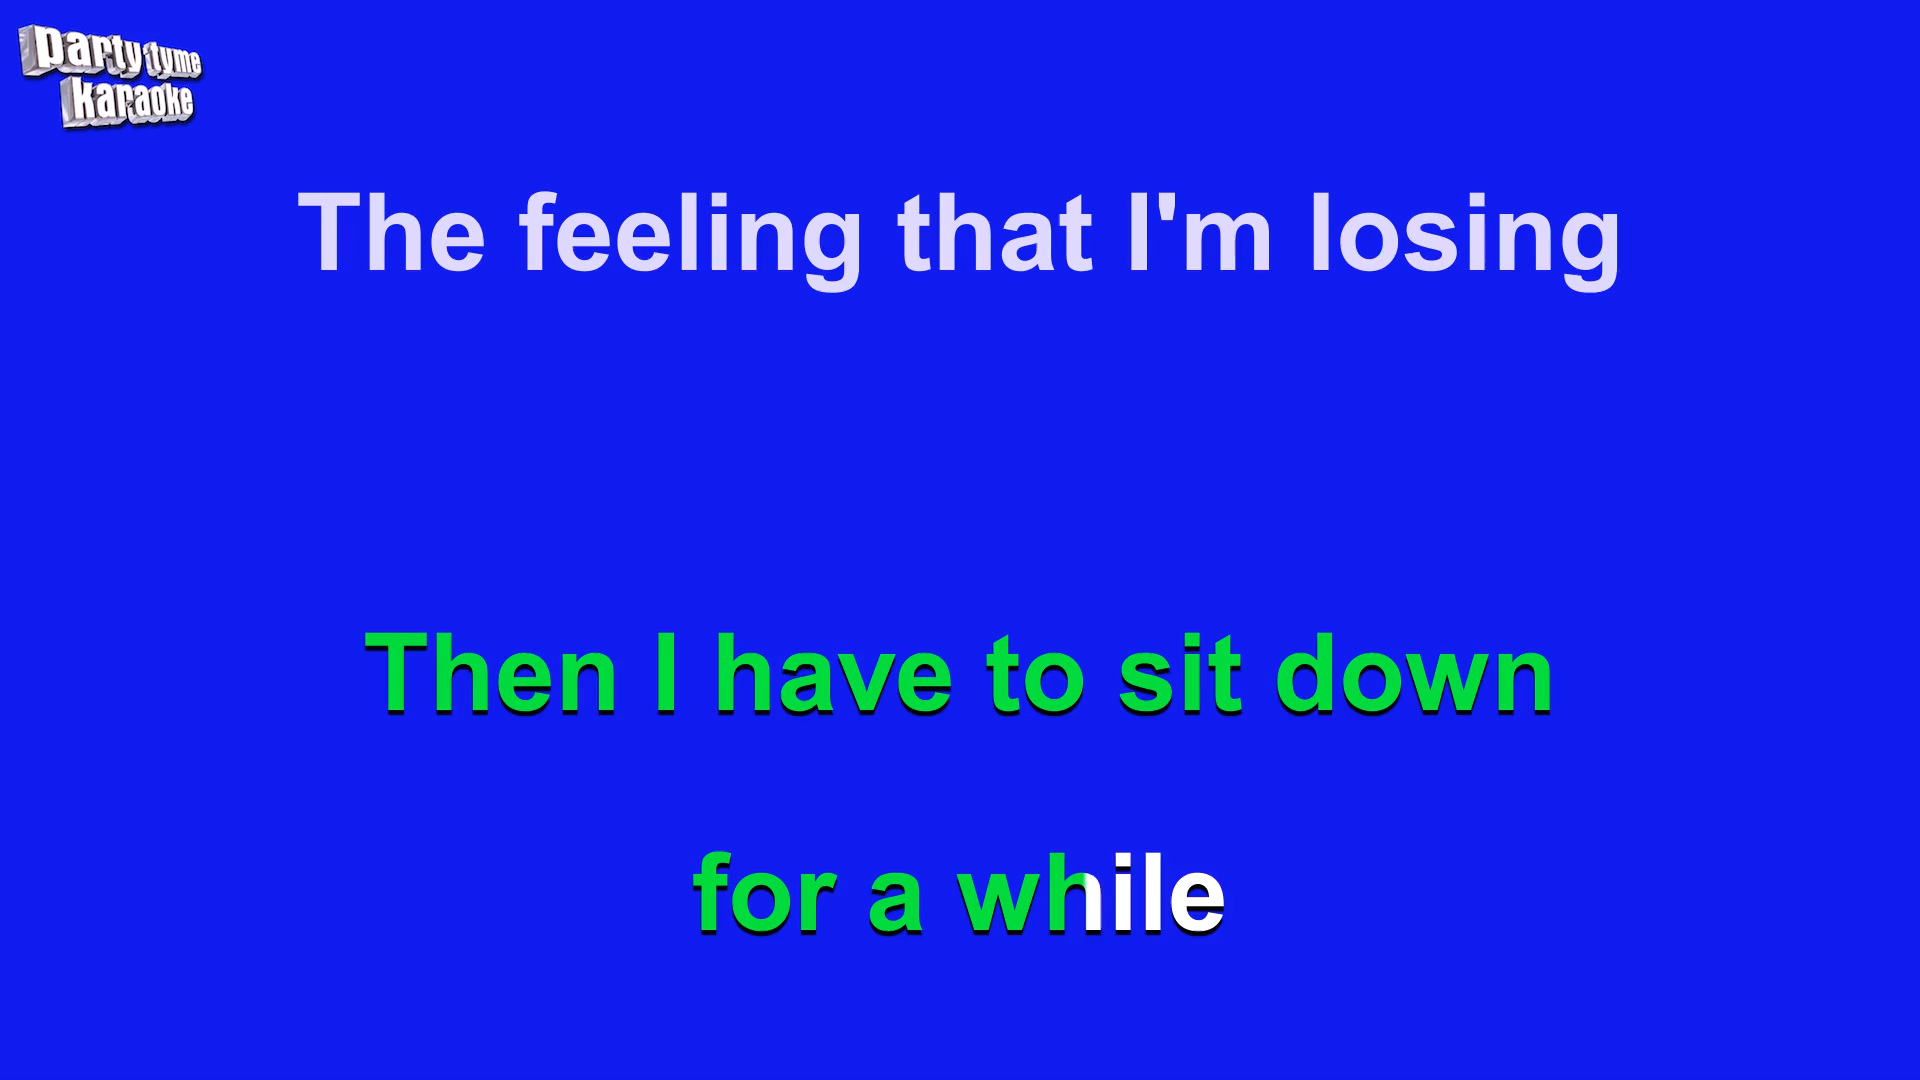 party tyme
karaoke
The feeling that I'm losing
Then I have to sit down
for a while